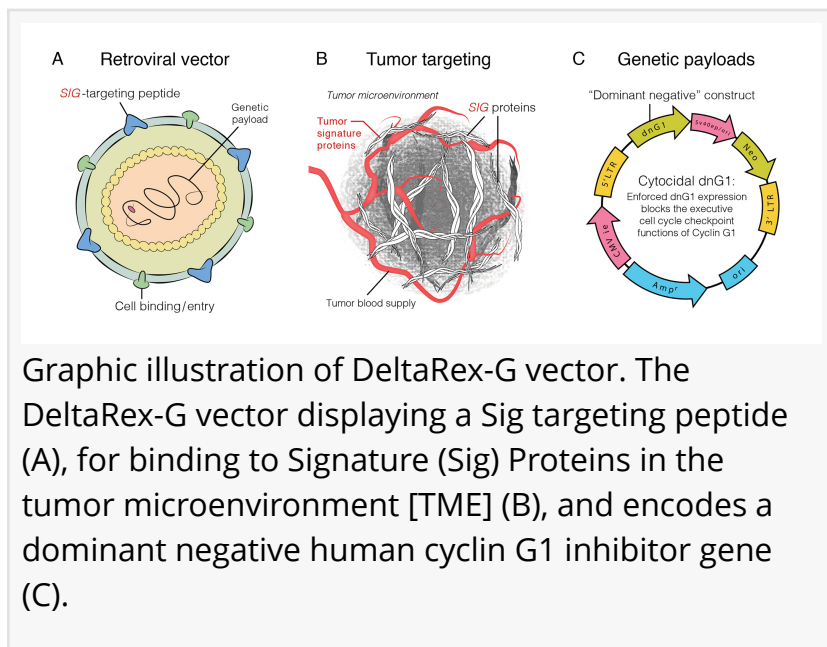 A Retroviral vector
SIG-targeting peptide
Genetic
payload
Cell binding/entry
B Tumor targeting
Tumor microenvironment
SIG proteins
Tumor
signature
proteins
Tumor blood supply
C Genetic payloads
“Dominant negative” construct
dnG1
Sv40ep/ori
Neo
3' LTR
ori
Ampr
CMV ie
5'LTR
Cytocidal dnG1:
Enforced dnG1 expression
blocks the executive
cell cycle checkpoint
functions of Cyclin G1
Graphic illustration of DeltaRex-G vector. The
DeltaRex-G vector displaying a Sig targeting peptide
(A), for binding to Signature (Sig) Proteins in the
tumor microenvironment [TME] (B), and encodes a
dominant negative human cyclin G1 inhibitor gene
(C).